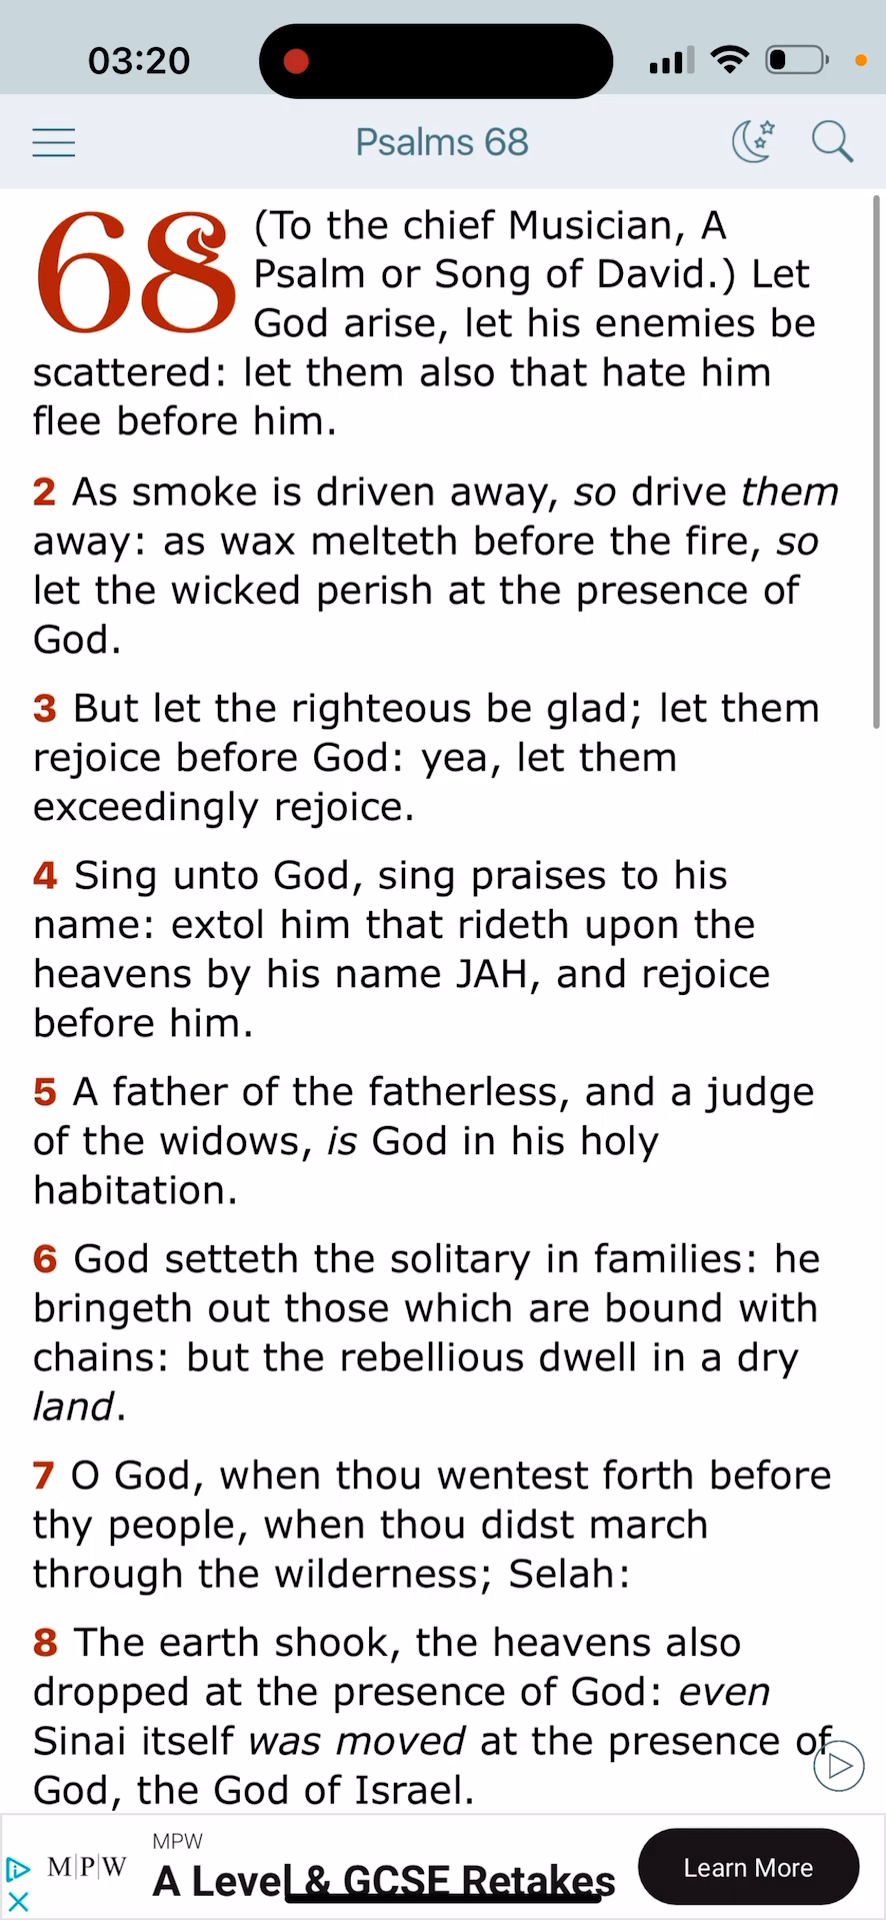 03:20
Psalms 68
68 (To the chief Musician, A
Psalm or Song of David.) Let
God arise, let his enemies be
scattered: let them also that hate him
flee before him.
2 As smoke is driven away, so drive them
away: as wax melteth before the fire, so
let the wicked perish at the presence of
God.
3 But let the righteous be glad; let them
rejoice before God: yea, let them
exceedingly rejoice.
4 Sing unto God, sing praises to his
name: extol him that rideth upon the
heavens by his name JAH, and rejoice
before him.
5 A father of the fatherless, and a judge
of the widows, is God in his holy
habitation.
6 God setteth the solitary in families: he
bringeth out those which are bound with
chains: but the rebellious dwell in a dry
land.
7 O God, when thou wentest forth before
thy people, when thou didst march
through the wilderness; Selah:
8 The earth shook, the heavens also
dropped at the presence of God: even
Sinai itself was moved at the presence of
God, the God of Israel.
M|P|W
MPW
A Level & GCSE Retakes
Learn More